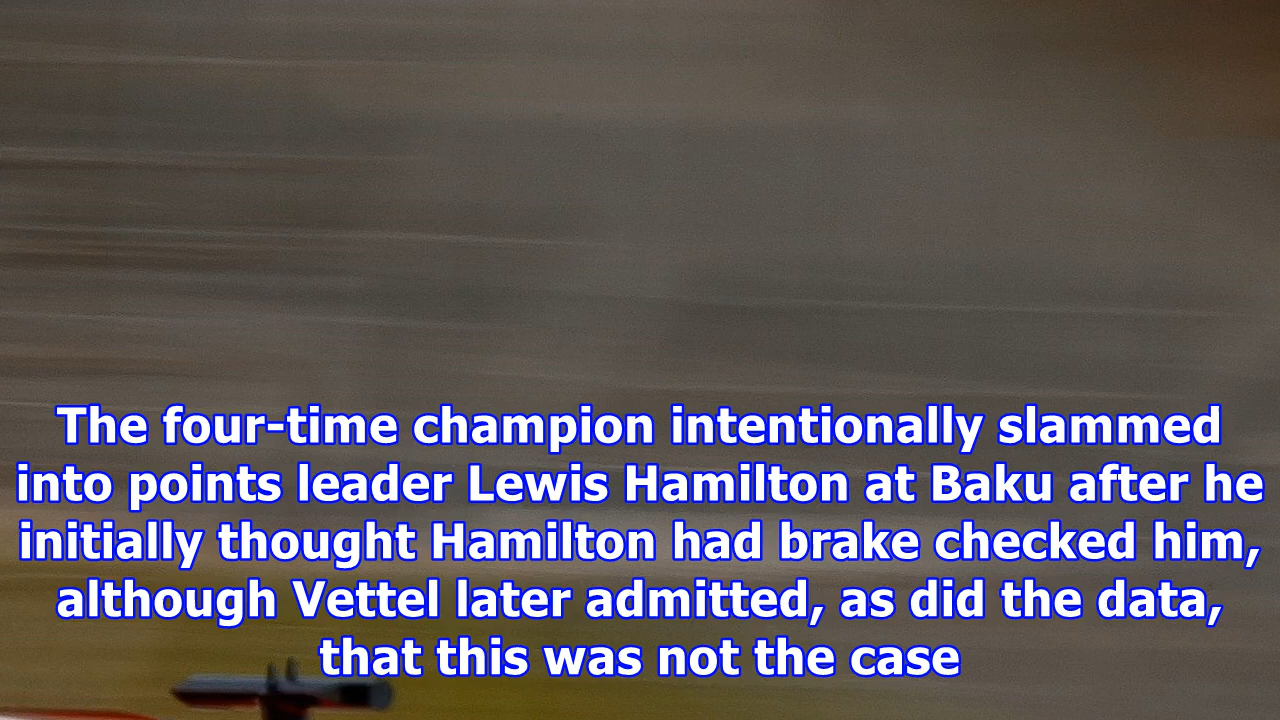 The four-time champion intentionally slammed
into points leader Lewis Hamilton at Baku after he
initially thought Hamilton had brake checked him,
although Vettel later admitted, as did the data,
that this was not the case